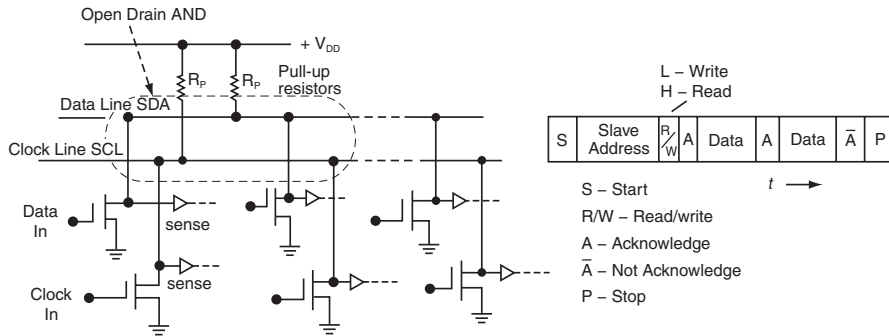 Open Drain AND
+ V_DD
R_P
R_P
Pull-up
resistors
Data Line SDA
Clock Line SCL
Data
In
sense
Clock
In
sense
L – Write
H – Read
S
Slave
Address
R/W
A
Data
A
Data
A̅
P
t
S – Start
R/W – Read/write
A – Acknowledge
A̅ – Not Acknowledge
P – Stop